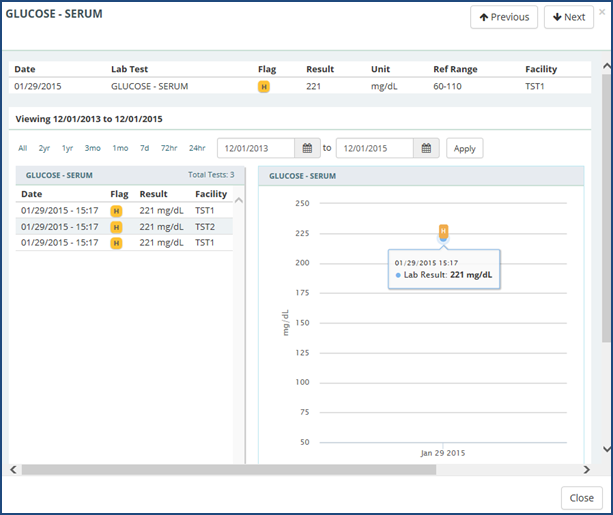 GLUCOSE - SERUM
Previous Next ×
Date Lab Test Flag Result Unit Ref Range Facility
01/29/2015 GLUCOSE - SERUM H 221 mg/dL 60-110 TST1
Viewing 12/01/2013 to 12/01/2015
All 2yr 1yr 3mo 1mo 7d 72hr 24hr 12/01/2013 to 12/01/2015 Apply
GLUCOSE - SERUM Total Tests: 3
Date Flag Result Facility
01/29/2015 - 15:17 H 221 mg/dL TST1
01/29/2015 - 15:17 H 221 mg/dL TST2
01/29/2015 - 15:17 H 221 mg/dL TST1
GLUCOSE - SERUM
250
225
200
175
150
125
100
75
50
mg/dL
H
01/29/2015 15:17
Lab Result: 221 mg/dL
Jan 29 2015
Close